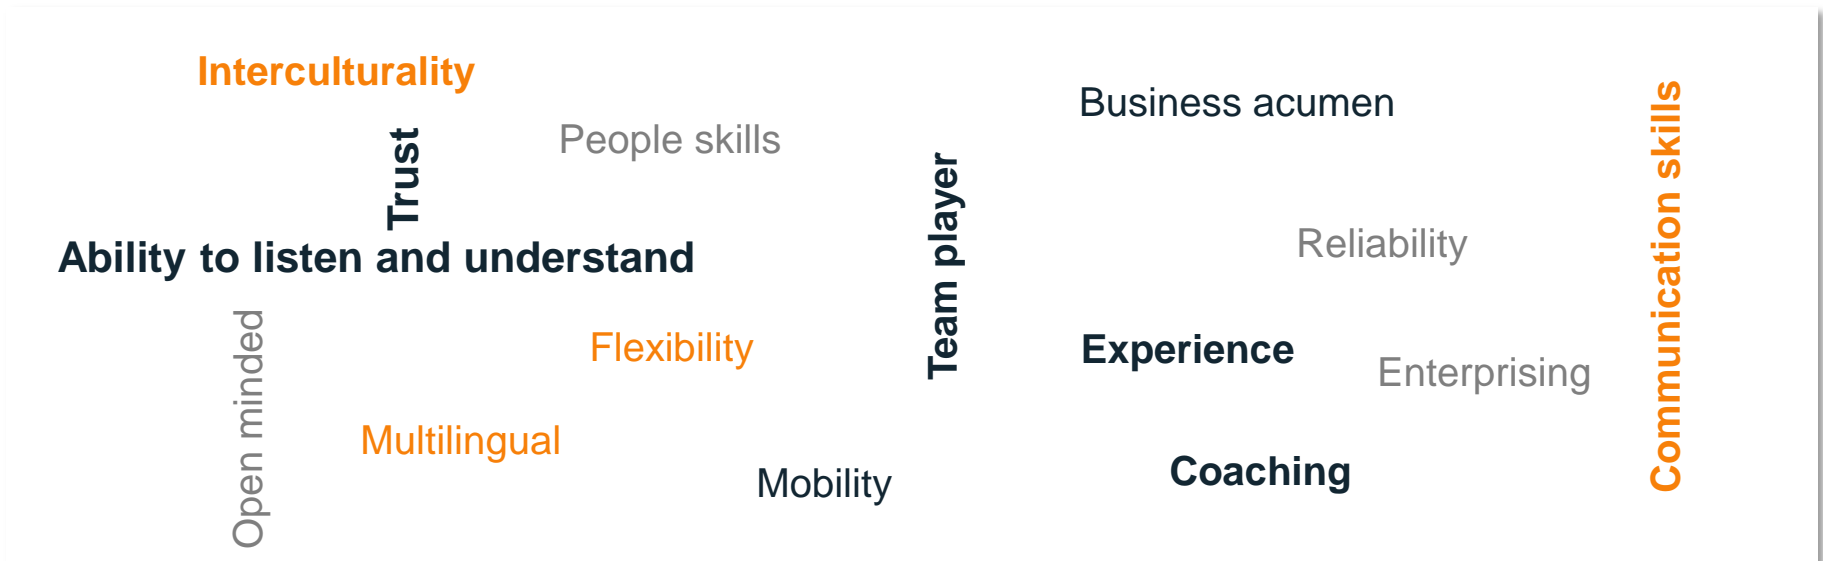 Interculturality
Business acumen
Communication skills
People skills
Trust
Team player
Reliability
Ability to listen and understand
Open minded
Flexibility
Experience
Enterprising
Multilingual
Coaching
Mobility